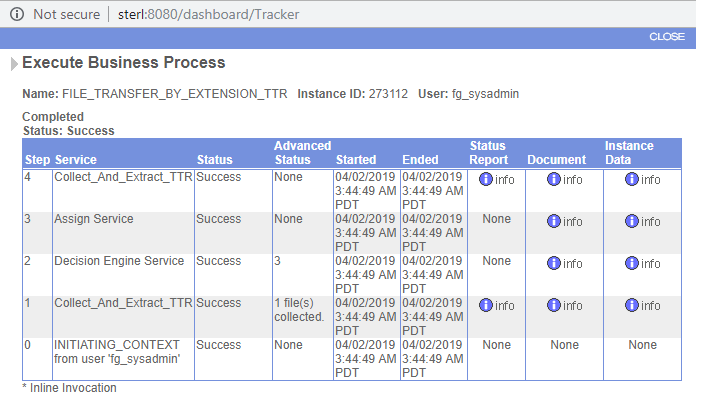 Not secure | sterl:8080/dashboard/Tracker
CLOSE
Execute Business Process
Name: FILE_TRANSFER_BY_EXTENSION_TTR Instance ID: 273112 User: fg_sysadmin
Completed
Status: Success
Step Service Status Advanced Status Started Ended Status Report Document Instance Data
4 Collect_And_Extract_TTR Success None 04/02/2019 3:44:49 AM PDT 04/02/2019 3:44:49 AM PDT info info info
3 Assign Service Success None 04/02/2019 3:44:49 AM PDT 04/02/2019 3:44:49 AM PDT None info info
2 Decision Engine Service Success 3 04/02/2019 3:44:49 AM PDT 04/02/2019 3:44:49 AM PDT None info info
1 Collect_And_Extract_TTR Success 1 file(s) collected. 04/02/2019 3:44:49 AM PDT 04/02/2019 3:44:49 AM PDT info info info
0 INITIATING_CONTEXT from user 'fg_sysadmin' Success None 04/02/2019 3:44:49 AM PDT 04/02/2019 3:44:49 AM PDT None None None
* Inline Invocation